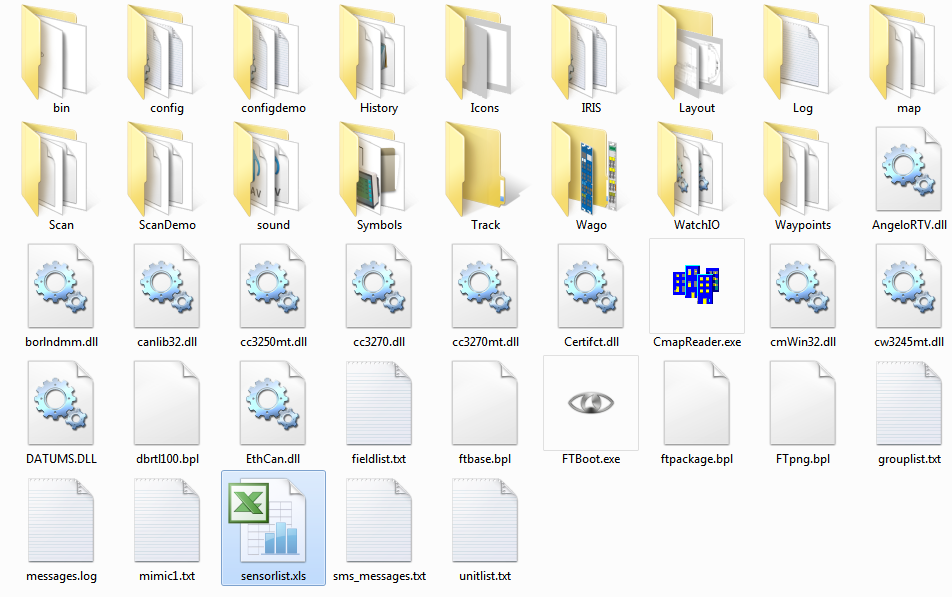 bin config configdemo History Icons IRIS Layout Log map
Scan ScanDemo sound Symbols Track Wago WatchIO Waypoints AngeloRTV.dll
borlndmm.dll canlib32.dll cc3250mt.dll cc3270.dll cc3270mt.dll Certifct.dll CmapReader.exe cmWin32.dll cw3245mt.dll
DATUMS.DLL dbrtl100.bpl EthCan.dll fieldlist.txt ftbase.bpl FTBoot.exe ftpackage.bpl FTpng.bpl grouplist.txt
messages.log mimic1.txt sensorlist.xls sms_messages.txt unitlist.txt